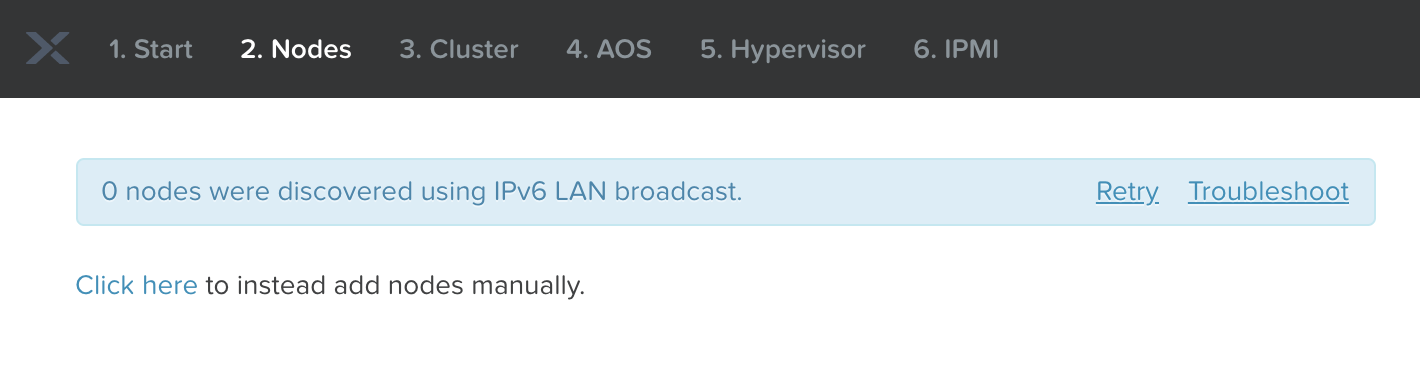 1. Start 2. Nodes 3. Cluster 4. AOS 5. Hypervisor 6. IPMI
0 nodes were discovered using IPv6 LAN broadcast. Retry Troubleshoot
Click here to instead add nodes manually.